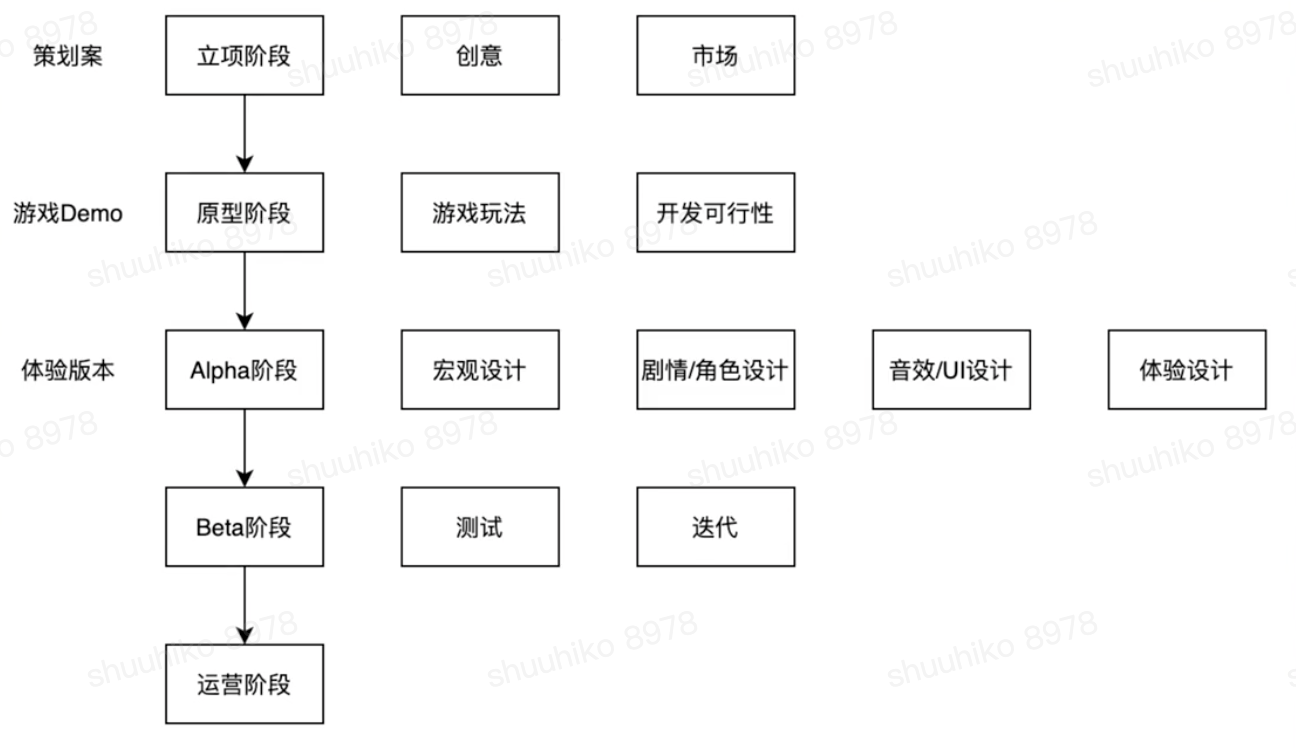 策划案 立项阶段 创意 市场
游戏Demo 原型阶段 游戏玩法 开发可行性
体验版本 Alpha阶段 宏观设计 剧情/角色设计 音效/UI设计 体验设计
Beta阶段 测试 迭代
运营阶段
shuuhiko 8978